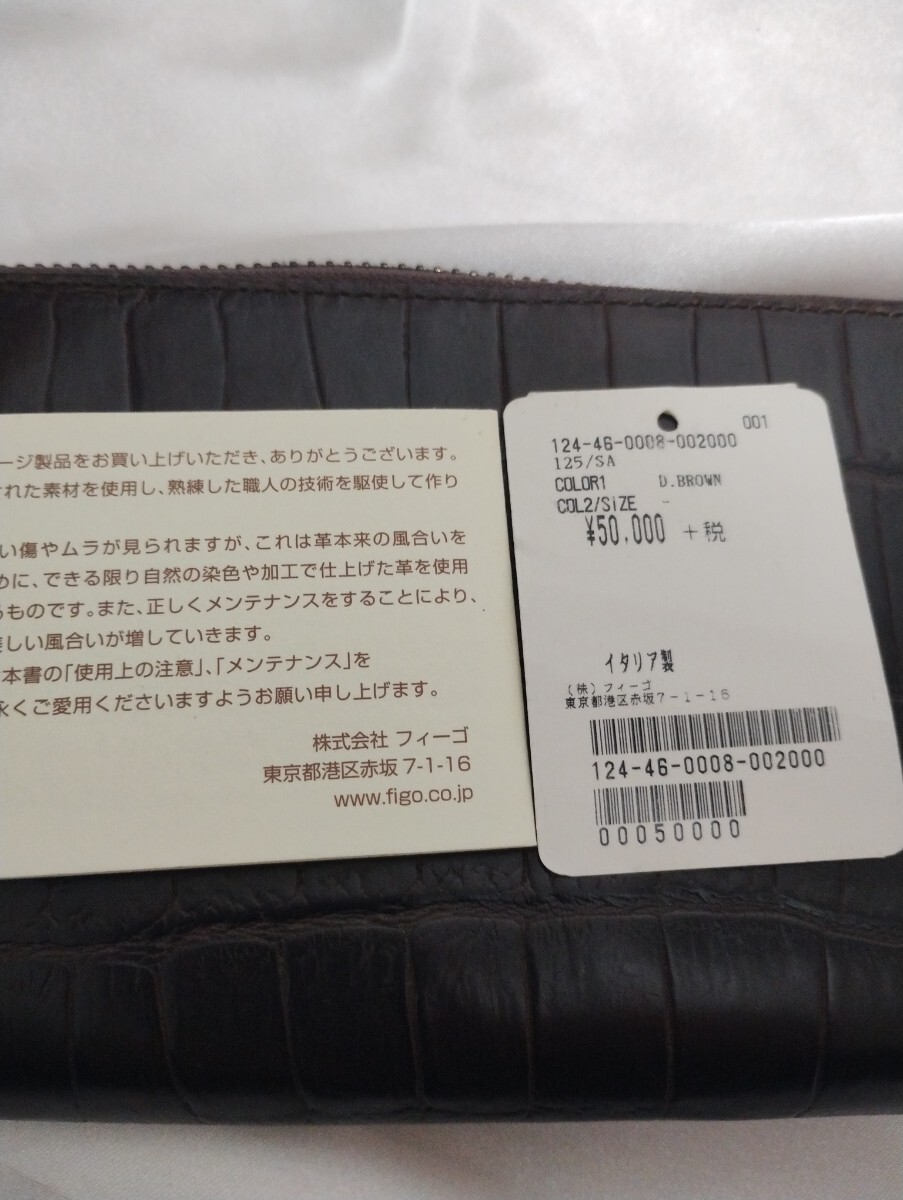 ージ製品をお買い上げいただき、ありがとうございます。
された素材を使用し、熟練した職人の技術を駆使して作り
い傷やムラが見られますが、これは革本来の風合いを
めに、できる限り自然の染色や加工で仕上げた革を使用
るものです。また、正しくメンテナンスをすることにより、
美しい風合いが増していきます。
本書の「使用上の注意」、「メンテナンス」を
永くご愛用くださいますようお願い申し上げます。
株式会社 フィーゴ
東京都港区赤坂 7-1-16
www.figo.co.jp
001
124-46-0008-002000
125/SA
COLOR1 D.BROWN
COL2/SIZE -
¥50,000 +税
イタリア製
(株)フィーゴ
東京都港区赤坂7-1-16
124-46-0008-002000
00050000